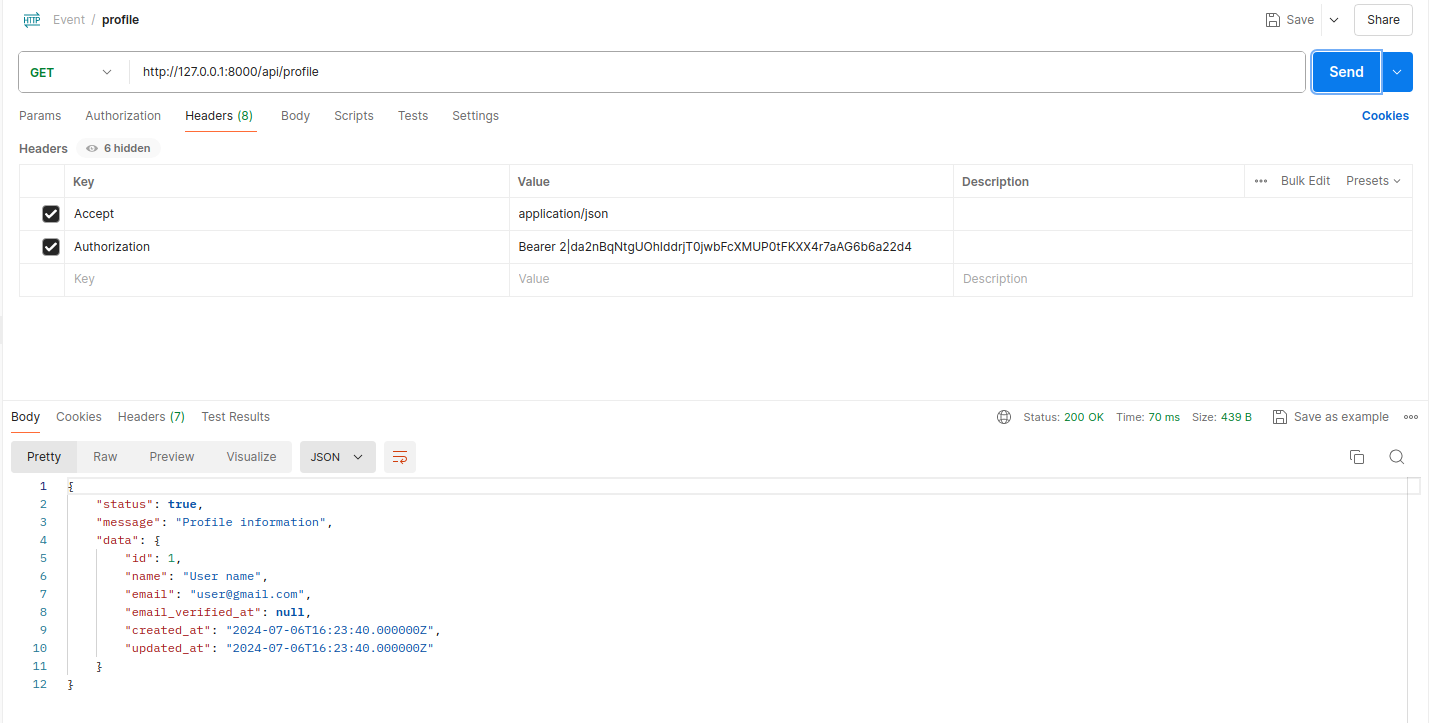 HTTP Event / profile Save Share
GET http://127.0.0.1:8000/api/profile Send
Params Authorization Headers (8) Body Scripts Tests Settings Cookies
Headers 6 hidden
Key Value Description ••• Bulk Edit Presets
Accept application/json
Authorization Bearer 2|da2nBqNtgUOhIddrjT0jwbFcXMUP0tFKXX4r7aAG6b6a22d4
Key Value Description
Body Cookies Headers (7) Test Results Status: 200 OK Time: 70 ms Size: 439 B Save as example
Pretty Raw Preview Visualize JSON
1 {
2 "status": true,
3 "message": "Profile information",
4 "data": {
5 "id": 1,
6 "name": "User name",
7 "email": "user@gmail.com",
8 "email_verified_at": null,
9 "created_at": "2024-07-06T16:23:40.000000Z",
10 "updated_at": "2024-07-06T16:23:40.000000Z"
11 }
12 }